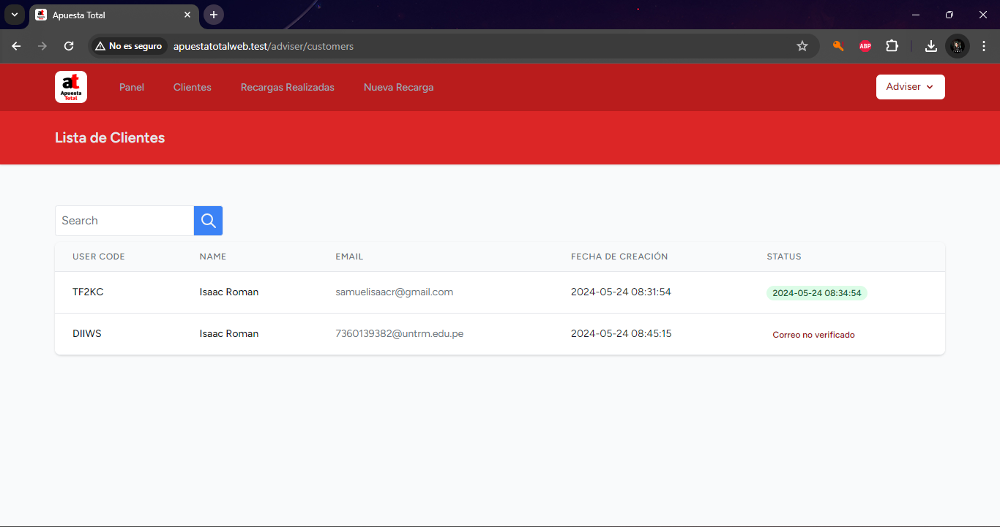 Apuesta Total
No es seguro
apuestatotalweb.test/adviser/customers
ABP
at
Apuesta
Total
Panel
Clientes
Recargas Realizadas
Nueva Recarga
Adviser
Lista de Clientes
Search
USER CODE NAME EMAIL FECHA DE CREACIÓN STATUS
TF2KC Isaac Roman samuelisaacr@gmail.com 2024-05-24 08:31:54 2024-05-24 08:34:54
DIIWS Isaac Roman 7360139382@untrm.edu.pe 2024-05-24 08:45:15 Correo no verificado